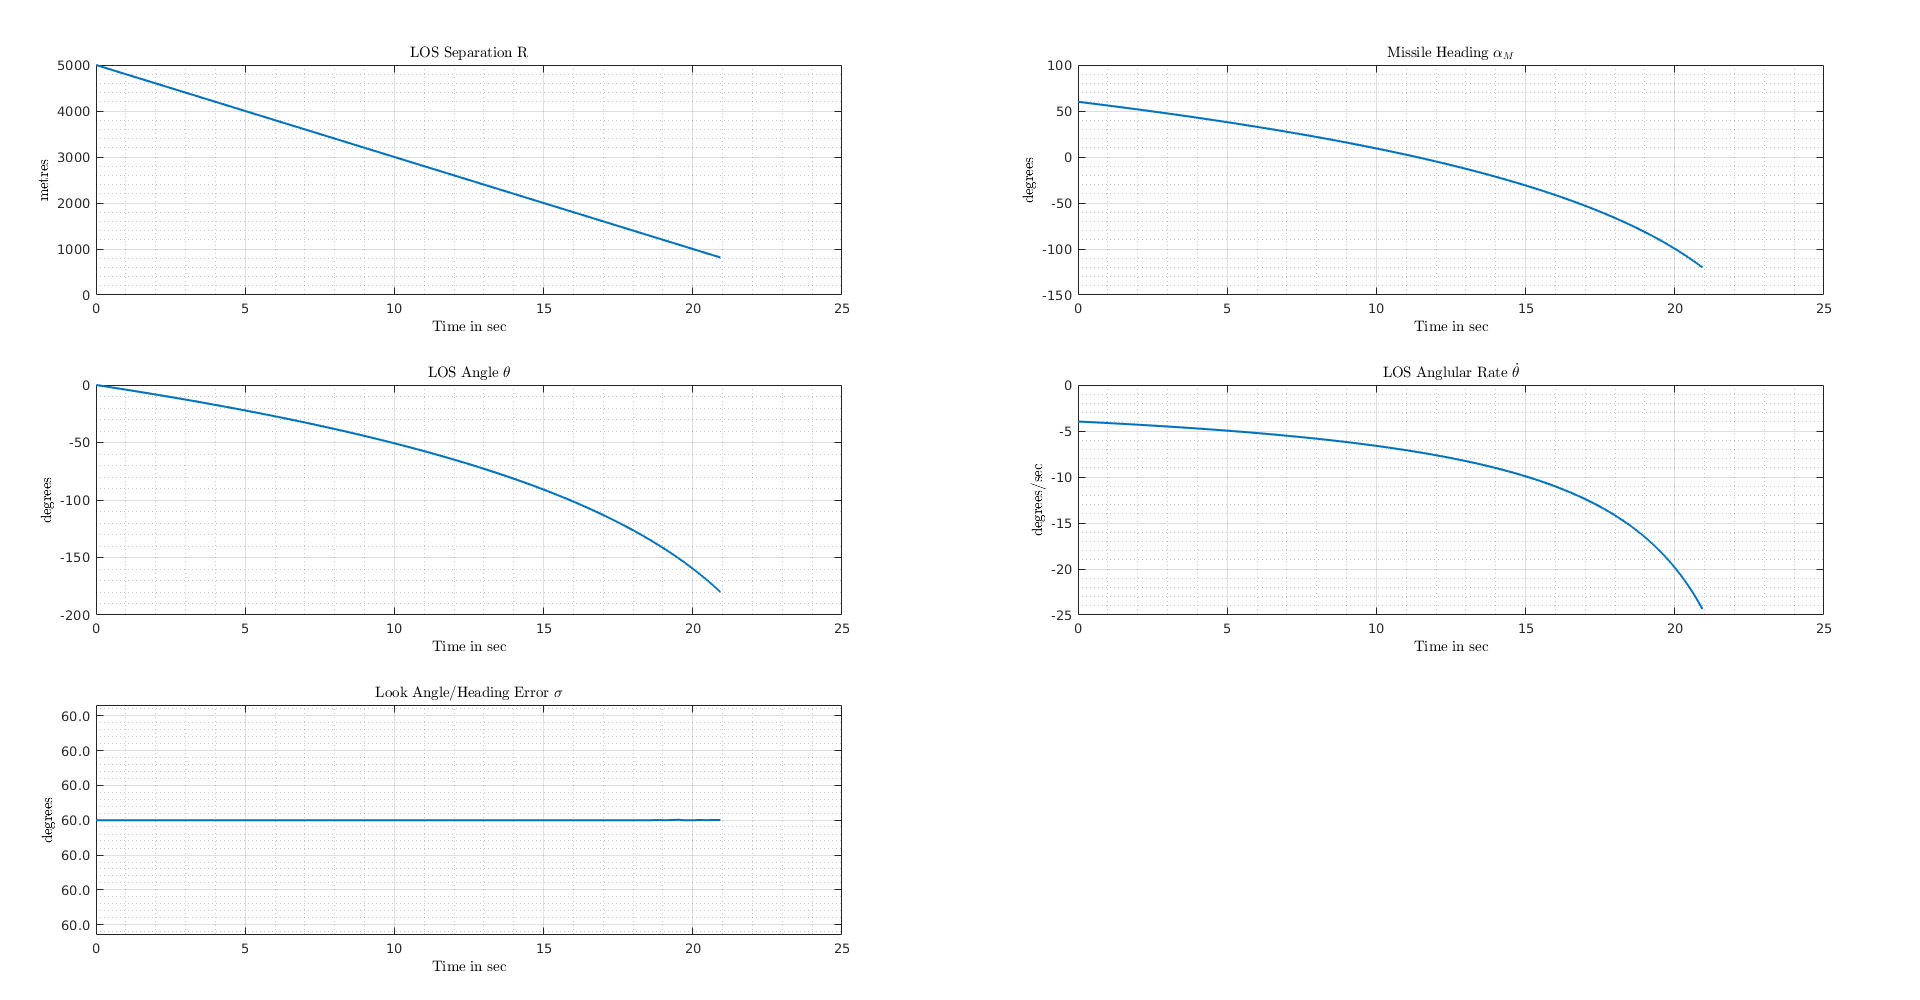 LOS Separation R
5000
4000
3000
2000
1000
0
metres
0 5 10 15 20 25
Time in sec
Missile Heading α_M
100
50
0
-50
-100
-150
degrees
0 5 10 15 20 25
Time in sec
LOS Angle θ
0
-50
-100
-150
-200
degrees
0 5 10 15 20 25
Time in sec
LOS Anglular Rate θ̇
0
-5
-10
-15
-20
-25
degrees/sec
0 5 10 15 20 25
Time in sec
Look Angle/Heading Error σ
60.0
60.0
60.0
60.0
60.0
60.0
60.0
degrees
0 5 10 15 20 25
Time in sec